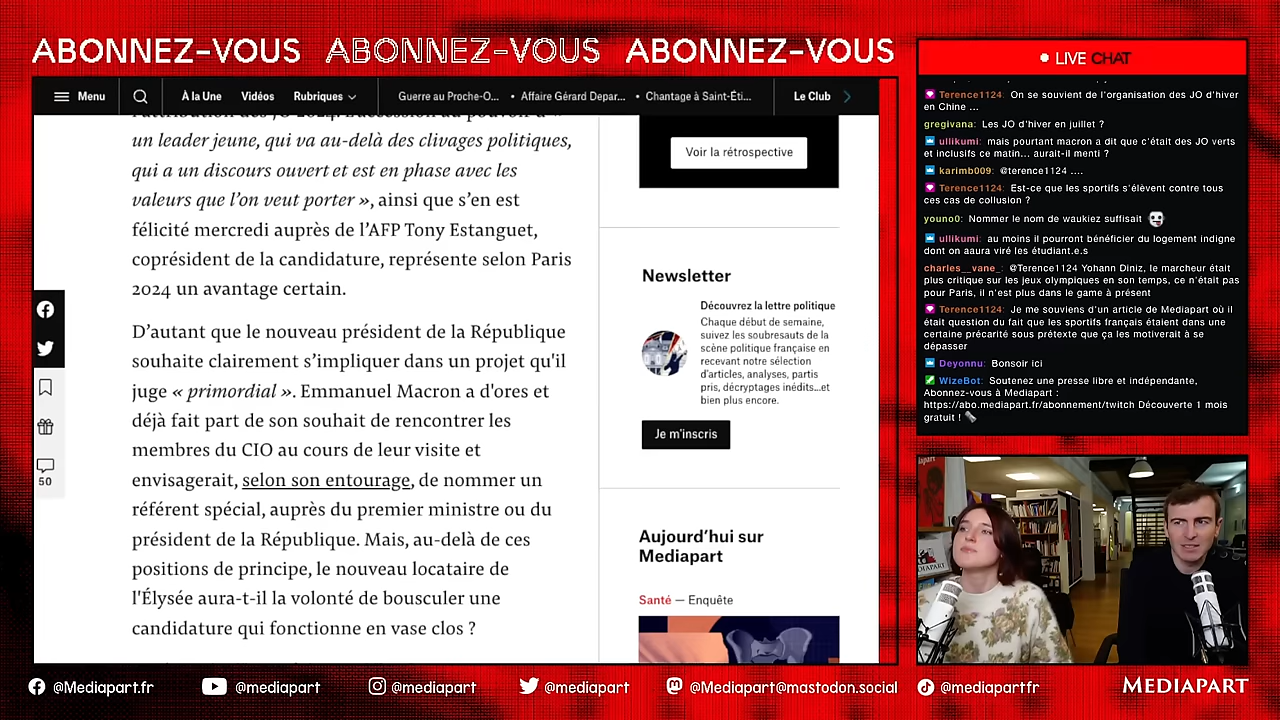 ABONNEZ-VOUS ABONNEZ-VOUS ABONNEZ-VOUS
Menu
À la Une
Vidéos
Rubriques
Guerre au Proche-O...
• Affaire Gérard Depar...
• Chantage à Saint-Éti...
Le Club
l'attribution des JO 2024. L'accession au pouvoir d'«
un leader jeune, qui va au-delà des clivages politiques,
qui a un discours ouvert et est en phase avec les
valeurs que l'on veut porter », ainsi que s'en est
félicité mercredi auprès de l'AFP Tony Estanguet,
coprésident de la candidature, représente selon Paris
2024 un avantage certain.
D'autant que le nouveau président de la République
souhaite clairement s'impliquer dans un projet qu'il
juge « primordial ». Emmanuel Macron a d'ores et
déjà fait part de son souhait de rencontrer les
membres du CIO au cours de leur visite et
envisagerait, selon son entourage, de nommer un
référent spécial, auprès du premier ministre ou du
président de la République. Mais, au-delà de ces
positions de principe, le nouveau locataire de
l'Élysée aura-t-il la volonté de bousculer une
candidature qui fonctionne en vase clos ?
50
Voir la rétrospective
Newsletter
Découvrez la lettre politique
Chaque début de semaine,
suivez les soubresauts de la
scène politique française en
recevant notre sélection
d'articles, analyses, partis
pris, décryptages inédits...et
bien plus encore.
Je m'inscris
Aujourd'hui sur
Mediapart
Santé — Enquête
LIVE CHAT
Terence1124: On se souvient de l'organisation des JO d'hiver
en Chine ...
gregivana: Les JO d'hiver en juillet ?
ullikumi: mais pourtant macron a dit que c'était des JO verts
et inclusifs ce matin... aurait-il menti ?
karimb009: @terence1124 ....
Terence1124: Est-ce que les sportifs s'élèvent contre tous
ces cas de collusion ?
youno0: Nommer le nom de waukiez suffisait
ullikumi: au moins il pourront bénéficier du logement indigne
dont on aaura viré les étudiant.e.s
charles__vane_: @Terence1124 Yohann Diniz, le marcheur était
plus critique sur les jeux olympiques en son temps, ce n'était pas
pour Paris, il n'est plus dans le game à présent
Terence1124: Je me souviens d'un article de Mediapart où il
était question du fait que les sportifs français étaient dans une
certaine précarité sous prétexte que ça les motiverait à se
dépasser
Deyonnu: Bonsoir ici
WizeBot: Soutenez une presse libre et indépendante,
Abonnez-vous à Mediapart :
https://abo.mediapart.fr/abonnement/twitch Découverte 1 mois
gratuit !
@Mediapart.fr
@mediapart
@mediapart
@mediapart
@Mediapart@mastodon.social
@mediapartfr
MEDIAPART